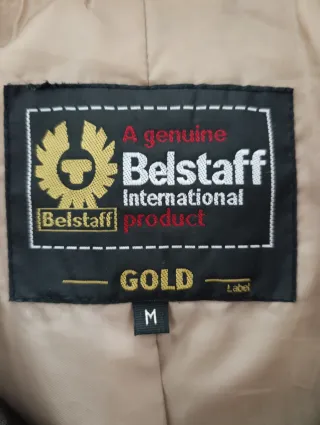 A genuine
Belstaff
International
Belstaff product
GOLD
Label
M